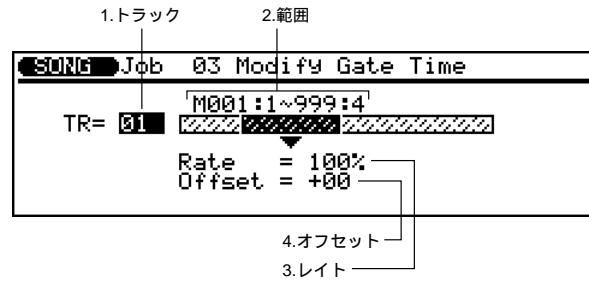 1.トラック 2.範囲
SONG Job 03 Modify Gate Time
M001:1~999:4
TR= 01
Rate = 100%
Offset = +00
4.オフセット
3.レイト